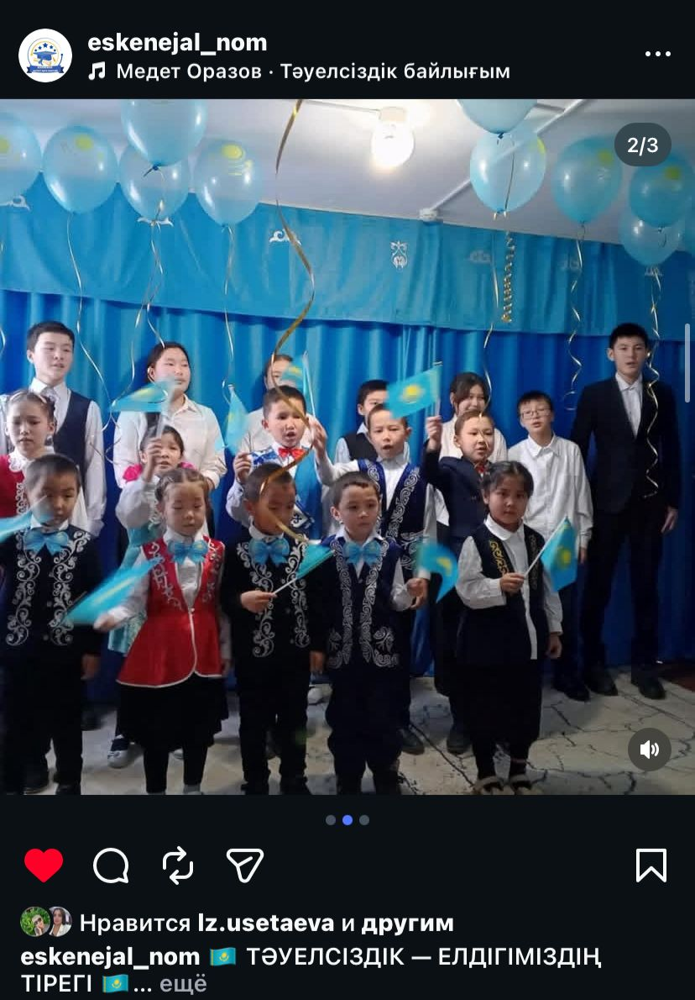 eskenejal_nom
Медет Оразов · Тәуелсіздік байлығым
2/3
Нравится lz.usetaeva и другим
eskenejal_nom 🇰🇿 ТӘУЕЛСІЗДІК — ЕЛДІГІМІЗДІҢ
ТІРЕГІ 🇰🇿... ещё